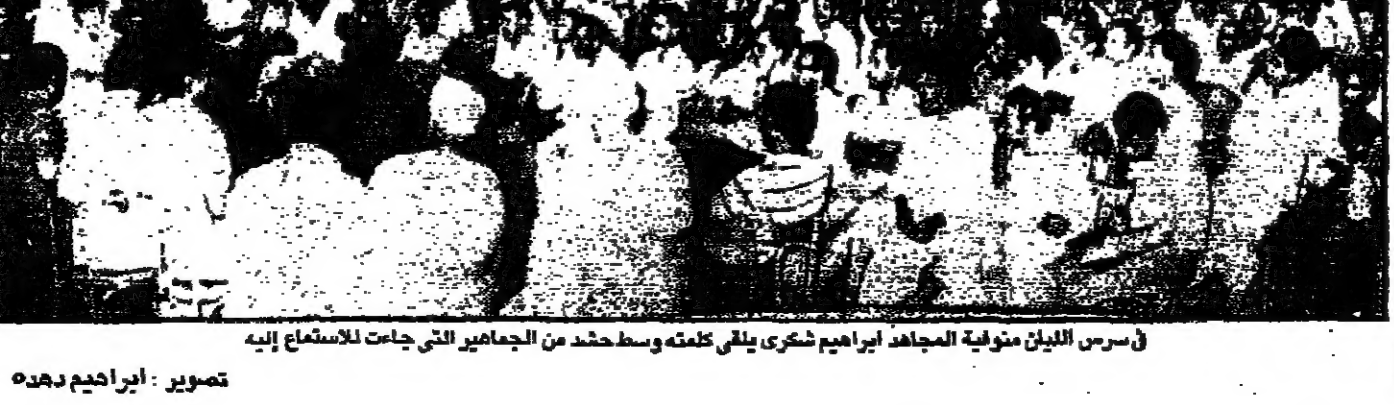 فى سرس الليان منوفية المجاهد ابراهيم شكرى يلقى كلمته وسط حشد من الجماهير التى جاءت للاستماع إليه
تصوير : ابراهيم